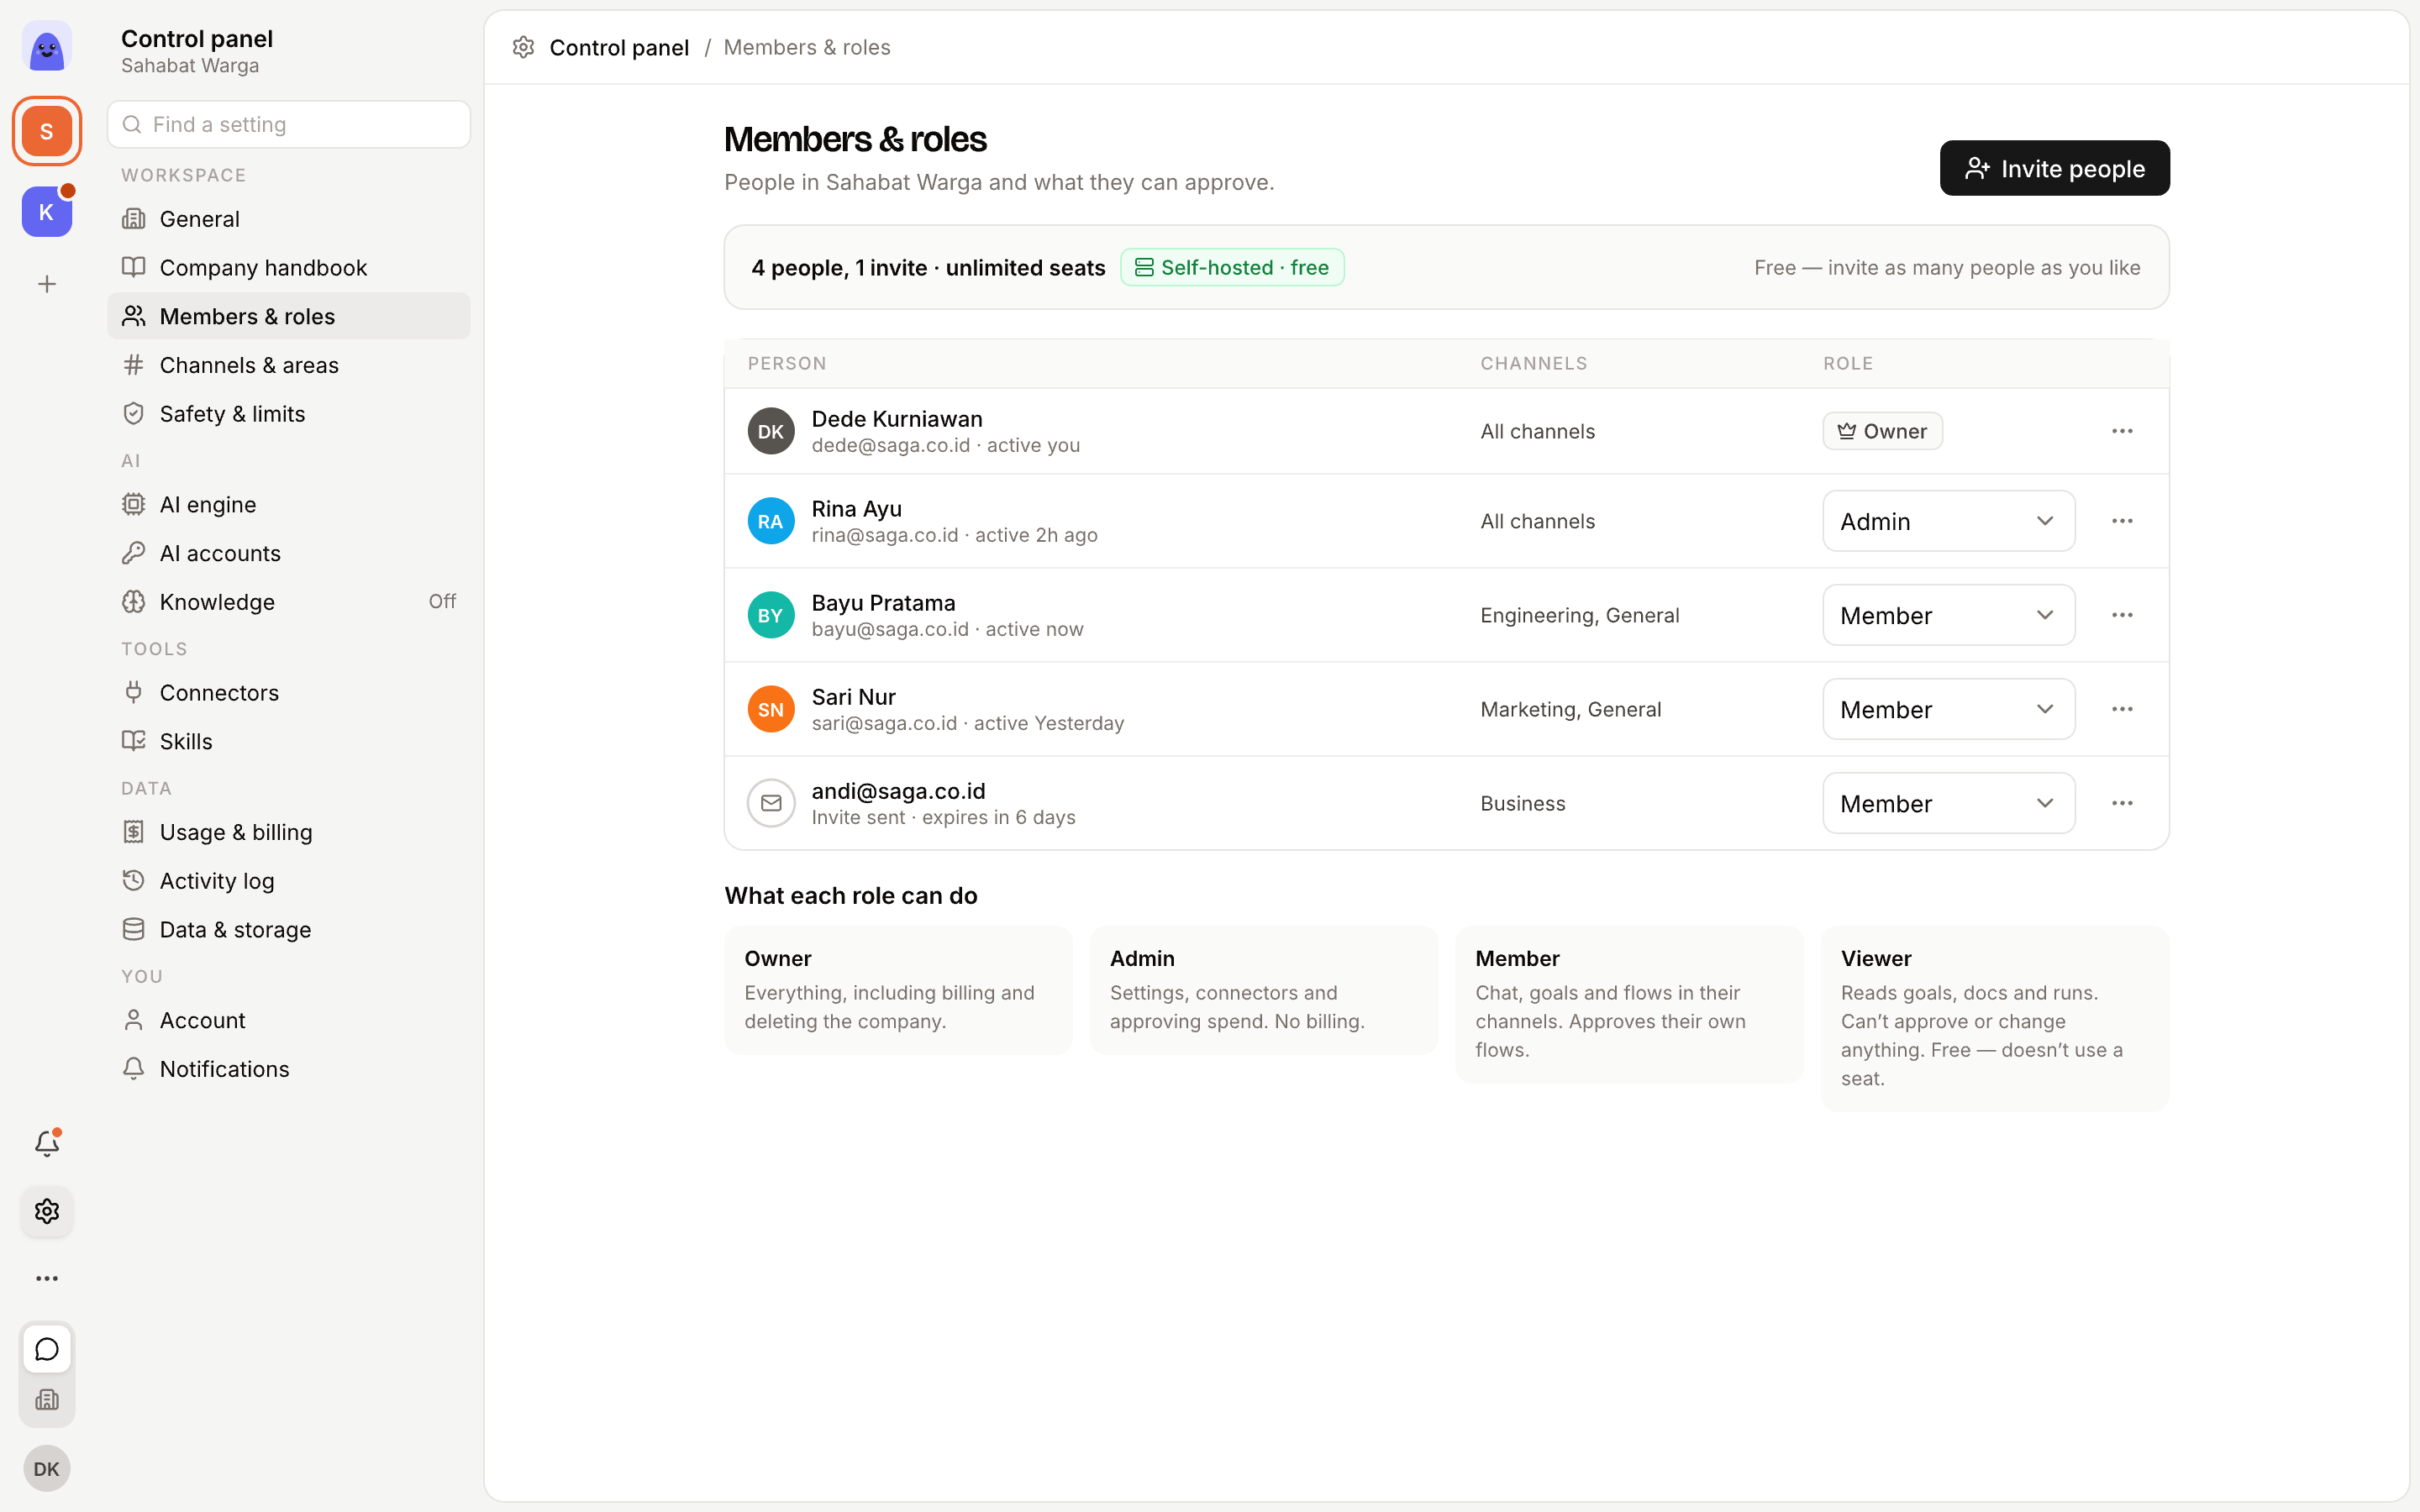 Control panel
Sahabat Warga
S
K
Find a setting
WORKSPACE
General
Company handbook
Members & roles
Channels & areas
Safety & limits
AI
AI engine
AI accounts
Knowledge Off
TOOLS
Connectors
Skills
DATA
Usage & billing
Activity log
Data & storage
YOU
Account
Notifications
DK
Control panel / Members & roles
Members & roles
People in Sahabat Warga and what they can approve.
Invite people
4 people, 1 invite · unlimited seats Self-hosted · free Free — invite as many people as you like
PERSON CHANNELS ROLE
DK Dede Kurniawan All channels Owner
dede@saga.co.id · active you
RA Rina Ayu All channels Admin
rina@saga.co.id · active 2h ago
BY Bayu Pratama Engineering, General Member
bayu@saga.co.id · active now
SN Sari Nur Marketing, General Member
sari@saga.co.id · active Yesterday
andi@saga.co.id Business Member
Invite sent · expires in 6 days
What each role can do
Owner
Everything, including billing and
deleting the company.
Admin
Settings, connectors and
approving spend. No billing.
Member
Chat, goals and flows in their
channels. Approves their own
flows.
Viewer
Reads goals, docs and runs.
Can’t approve or change
anything. Free — doesn’t use a
seat.